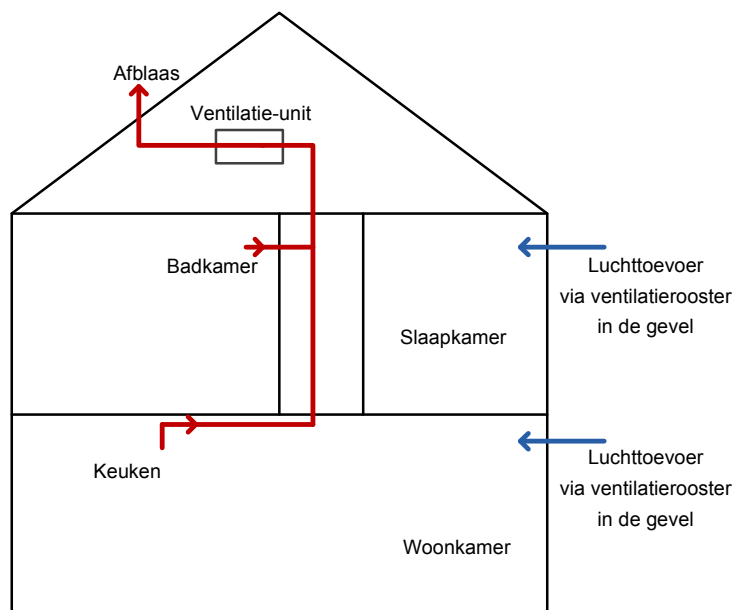 Afblaas
Ventilatie-unit
Badkamer
Luchttoevoer
via ventilatierooster
in de gevel
Slaapkamer
Keuken
Luchttoevoer
via ventilatierooster
in de gevel
Woonkamer